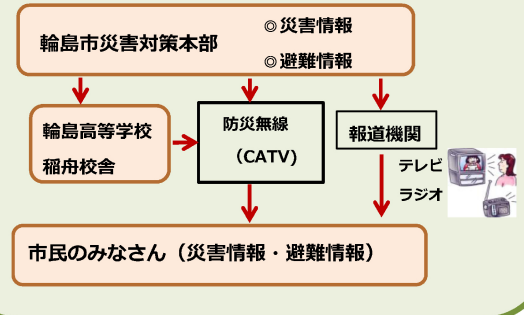 輪島市災害対策本部
◎災害情報
◎避難情報
輪島高等学校
稲舟校舎
防災無線
（CATV)
報道機関
テレビ
ラジオ
市民のみなさん（災害情報・避難情報）